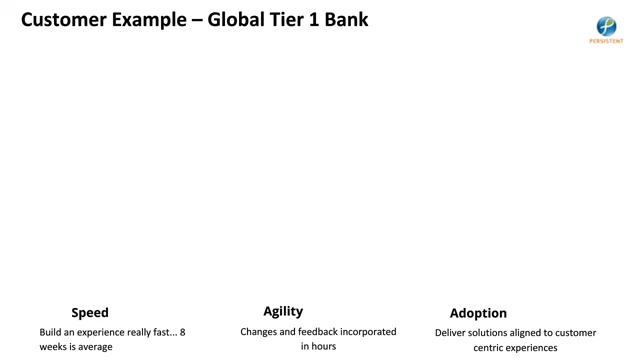 Customer Example – Global Tier 1 Bank
PERSISTENT
Speed
Build an experience really fast... 8
weeks is average
Agility
Changes and feedback incorporated
in hours
Adoption
Deliver solutions aligned to customer
centric experiences